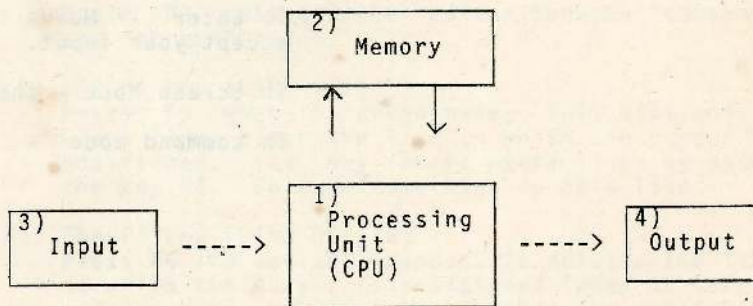 2)
Memory
1)
Processing
Unit
(CPU)
3)
Input
---->
---->
4)
Output